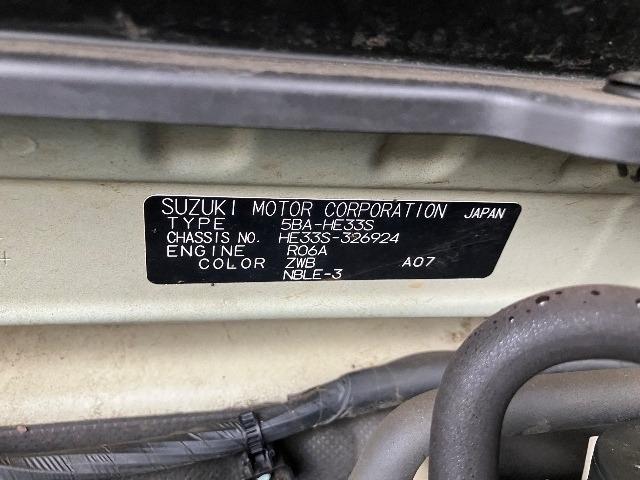 SUZUKI MOTOR CORPORATION JAPAN
TYPE 5BA-HE33S
CHASSIS NO. HE33S-326924
ENGINE R06A
COLOR ZWB A07
NBLE-3